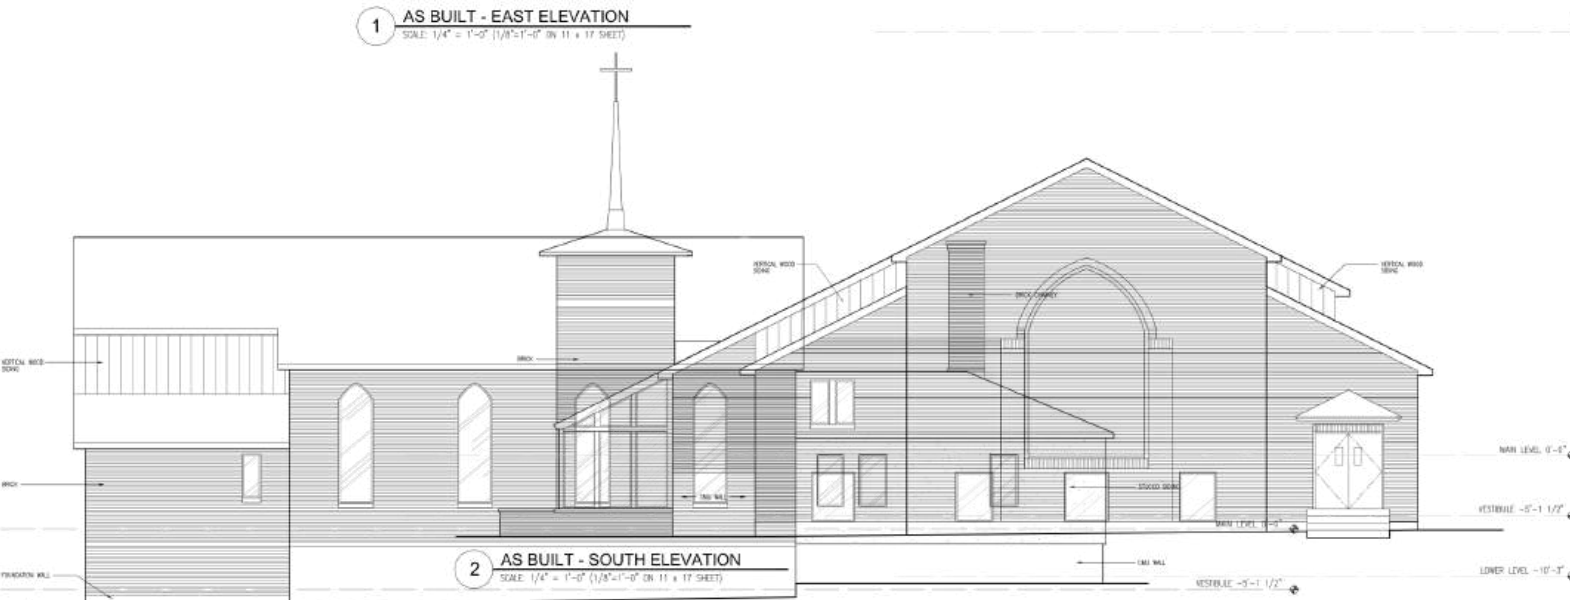 1
AS BUILT - EAST ELEVATION
SCALE: 1/4" = 1'-0" (1/8"=1'-0" ON 11 x 17 SHEET)
VERTICAL WOOD
SIDING
VERTICAL WOOD
SIDING
BRICK CHIMNEY
BRICK
VERTICAL WOOD
SIDING
MAIN LEVEL 0'-0"
BRICK
STUCCO SIDING
CMU WALL
VESTIBULE -5'-1 1/2"
MAIN LEVEL 0'-0"
2
AS BUILT - SOUTH ELEVATION
SCALE: 1/4" = 1'-0" (1/8"=1'-0" ON 11 x 17 SHEET)
CMU WALL
LOWER LEVEL -10'-3"
FOUNDATION WALL
VESTIBULE -5'-1 1/2"